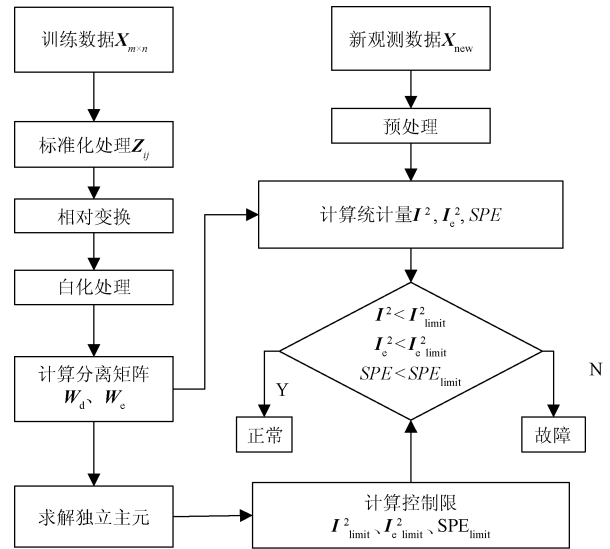 训练数据X_{m×n}
标准化处理Z_{ij}
相对变换
白化处理
计算分离矩阵
W_d、W_e
求解独立主元
新观测数据X_{new}
预处理
计算统计量I², I_e², SPE
I²<I²_{limit}
I_e²<I_e²_{limit}
SPE<SPE_{limit}
Y
N
正常
故障
计算控制限
I²_{limit}、I_e²_{limit}、SPE_{limit}